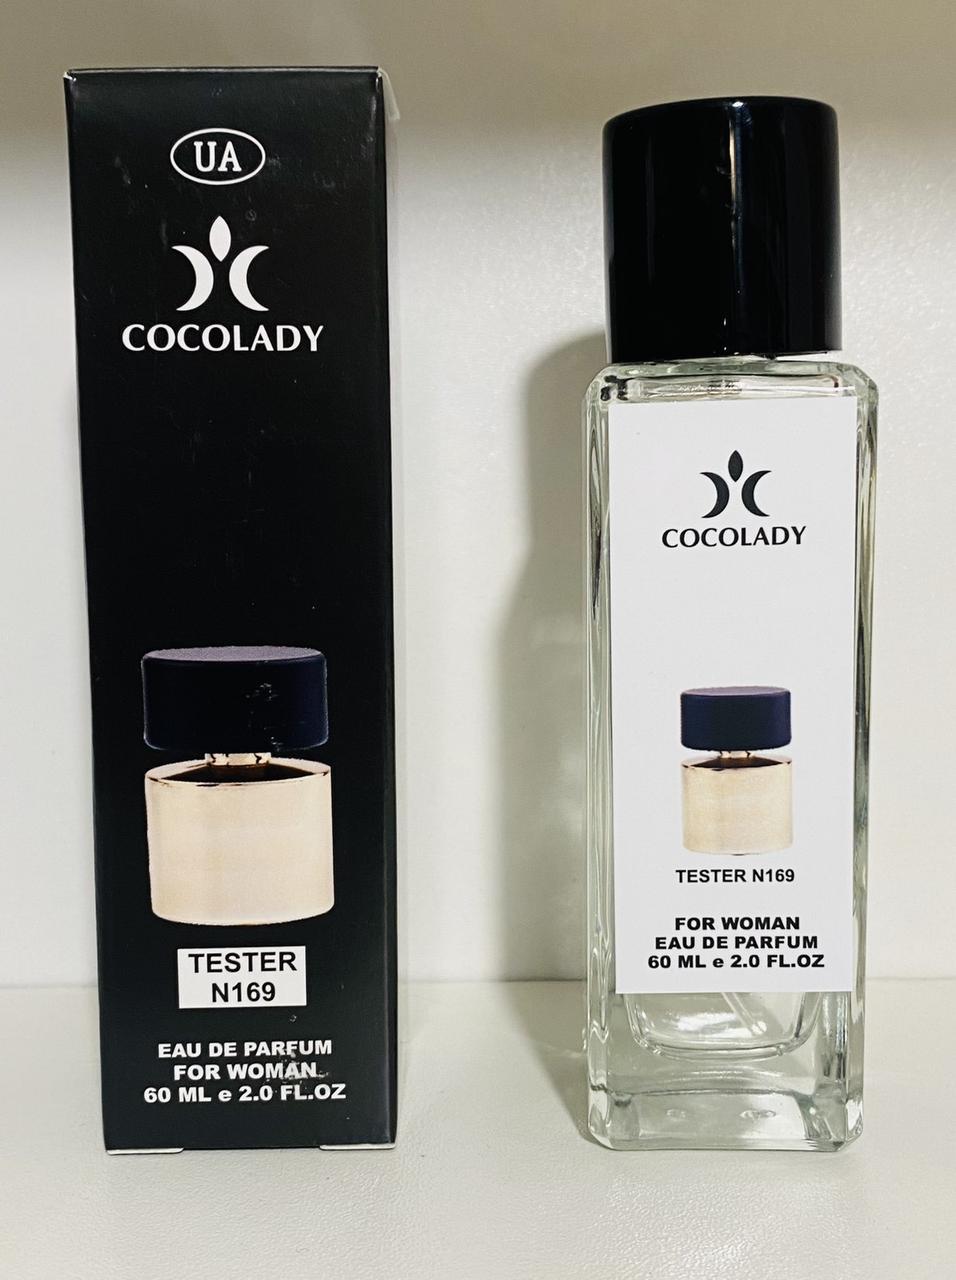 UA
COCOLADY
TESTER
N169
EAU DE PARFUM
FOR WOMAN
60 ML e 2.0 FL.OZ
COCOLADY
TESTER N169
FOR WOMAN
EAU DE PARFUM
60 ML e 2.0 FL.OZ